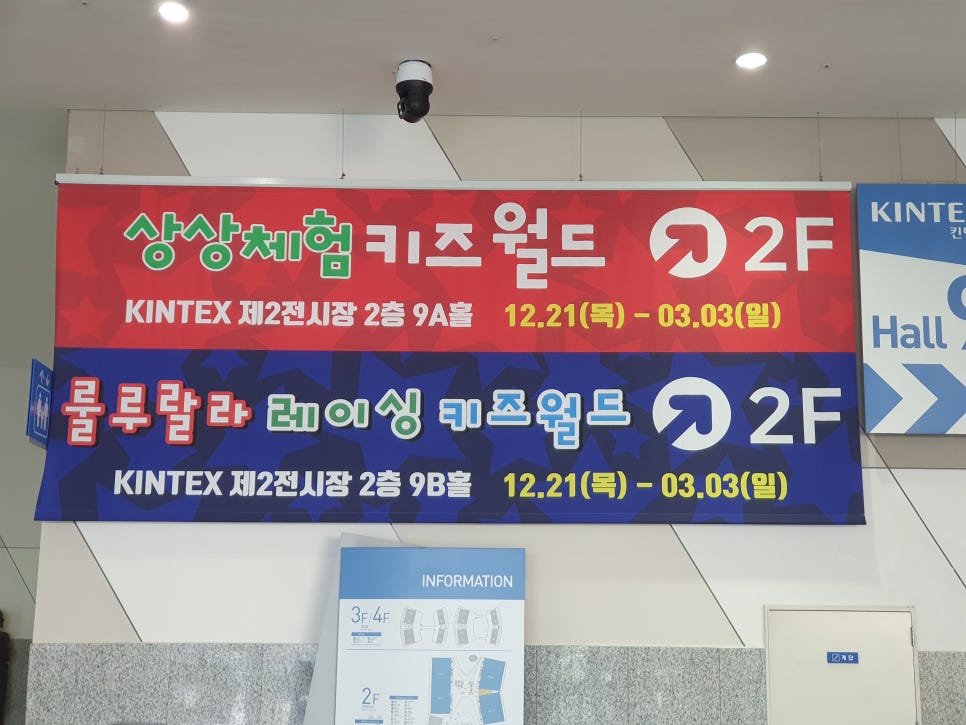 상상체험 키즈월드 2F
KINTEX 제2전시장 2층 9A홀 12.21(목) – 03.03(일)
룰루랄라 레이싱 키즈월드 2F
KINTEX 제2전시장 2층 9B홀 12.21(목) – 03.03(일)
Hall
INFORMATION
3F/4F
2F
계단